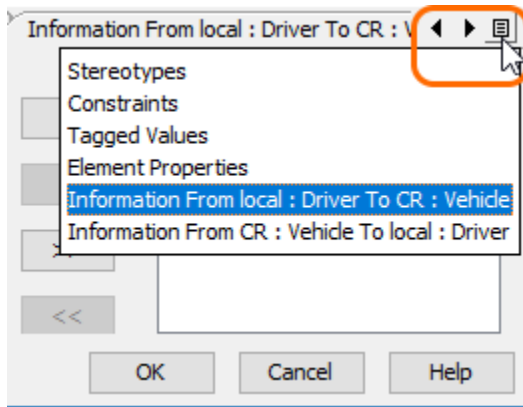 Information From local : Driver To CR :
Stereotypes
Constraints
Tagged Values
Element Properties
Information From local : Driver To CR : Vehicle
Information From CR : Vehicle To local : Driver
<<
OK
Cancel
Help